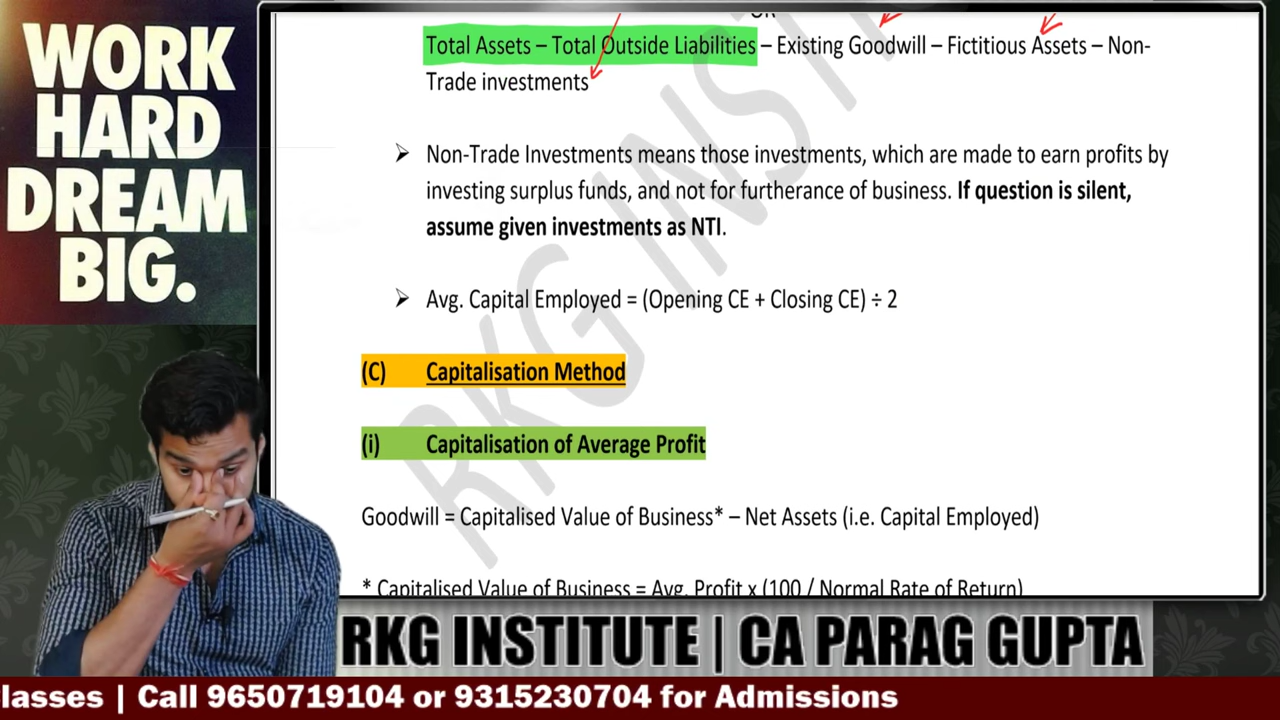 WORK
HARD
DREAM
BIG.
OR
Total Assets – Total Outside Liabilities – Existing Goodwill – Fictitious Assets – Non-
Trade investments
➢ Non-Trade Investments means those investments, which are made to earn profits by
investing surplus funds, and not for furtherance of business. If question is silent,
assume given investments as NTI.
➢ Avg. Capital Employed = (Opening CE + Closing CE) ÷ 2
(C) Capitalisation Method
(i) Capitalisation of Average Profit
Goodwill = Capitalised Value of Business* – Net Assets (i.e. Capital Employed)
* Capitalised Value of Business = Avg. Profit x (100 / Normal Rate of Return)
RKG INSTI
RKG INSTITUTE | CA PARAG GUPTA
lasses | Call 9650719104 or 9315230704 for Admissions